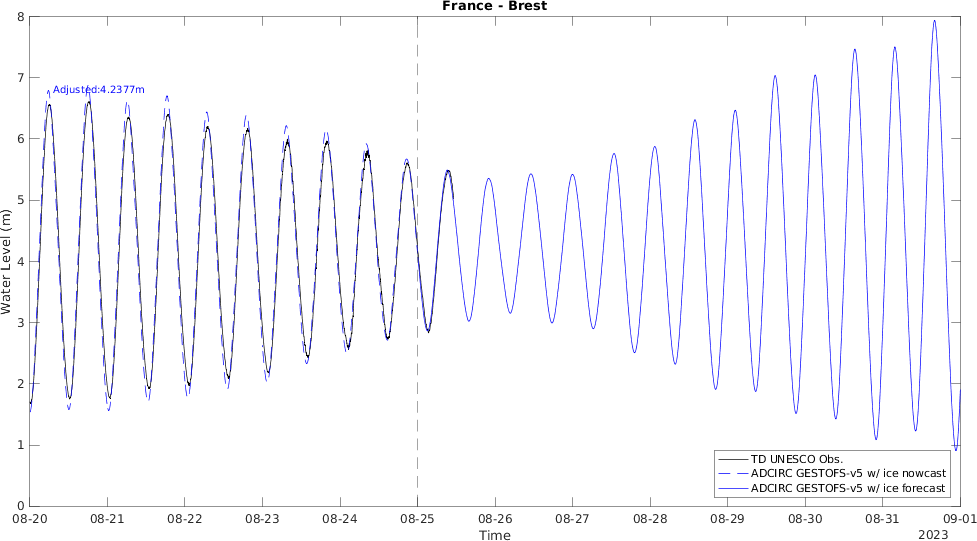 France - Brest
8
7
6
5
4
3
2
1
0
Water Level (m)
Adjusted:4.2377m
TD UNESCO Obs.
ADCIRC GESTOFS-v5 w/ ice nowcast
ADCIRC GESTOFS-v5 w/ ice forecast
08-20 08-21 08-22 08-23 08-24 08-25 08-26 08-27 08-28 08-29 08-30 08-31 09-01
Time
2023